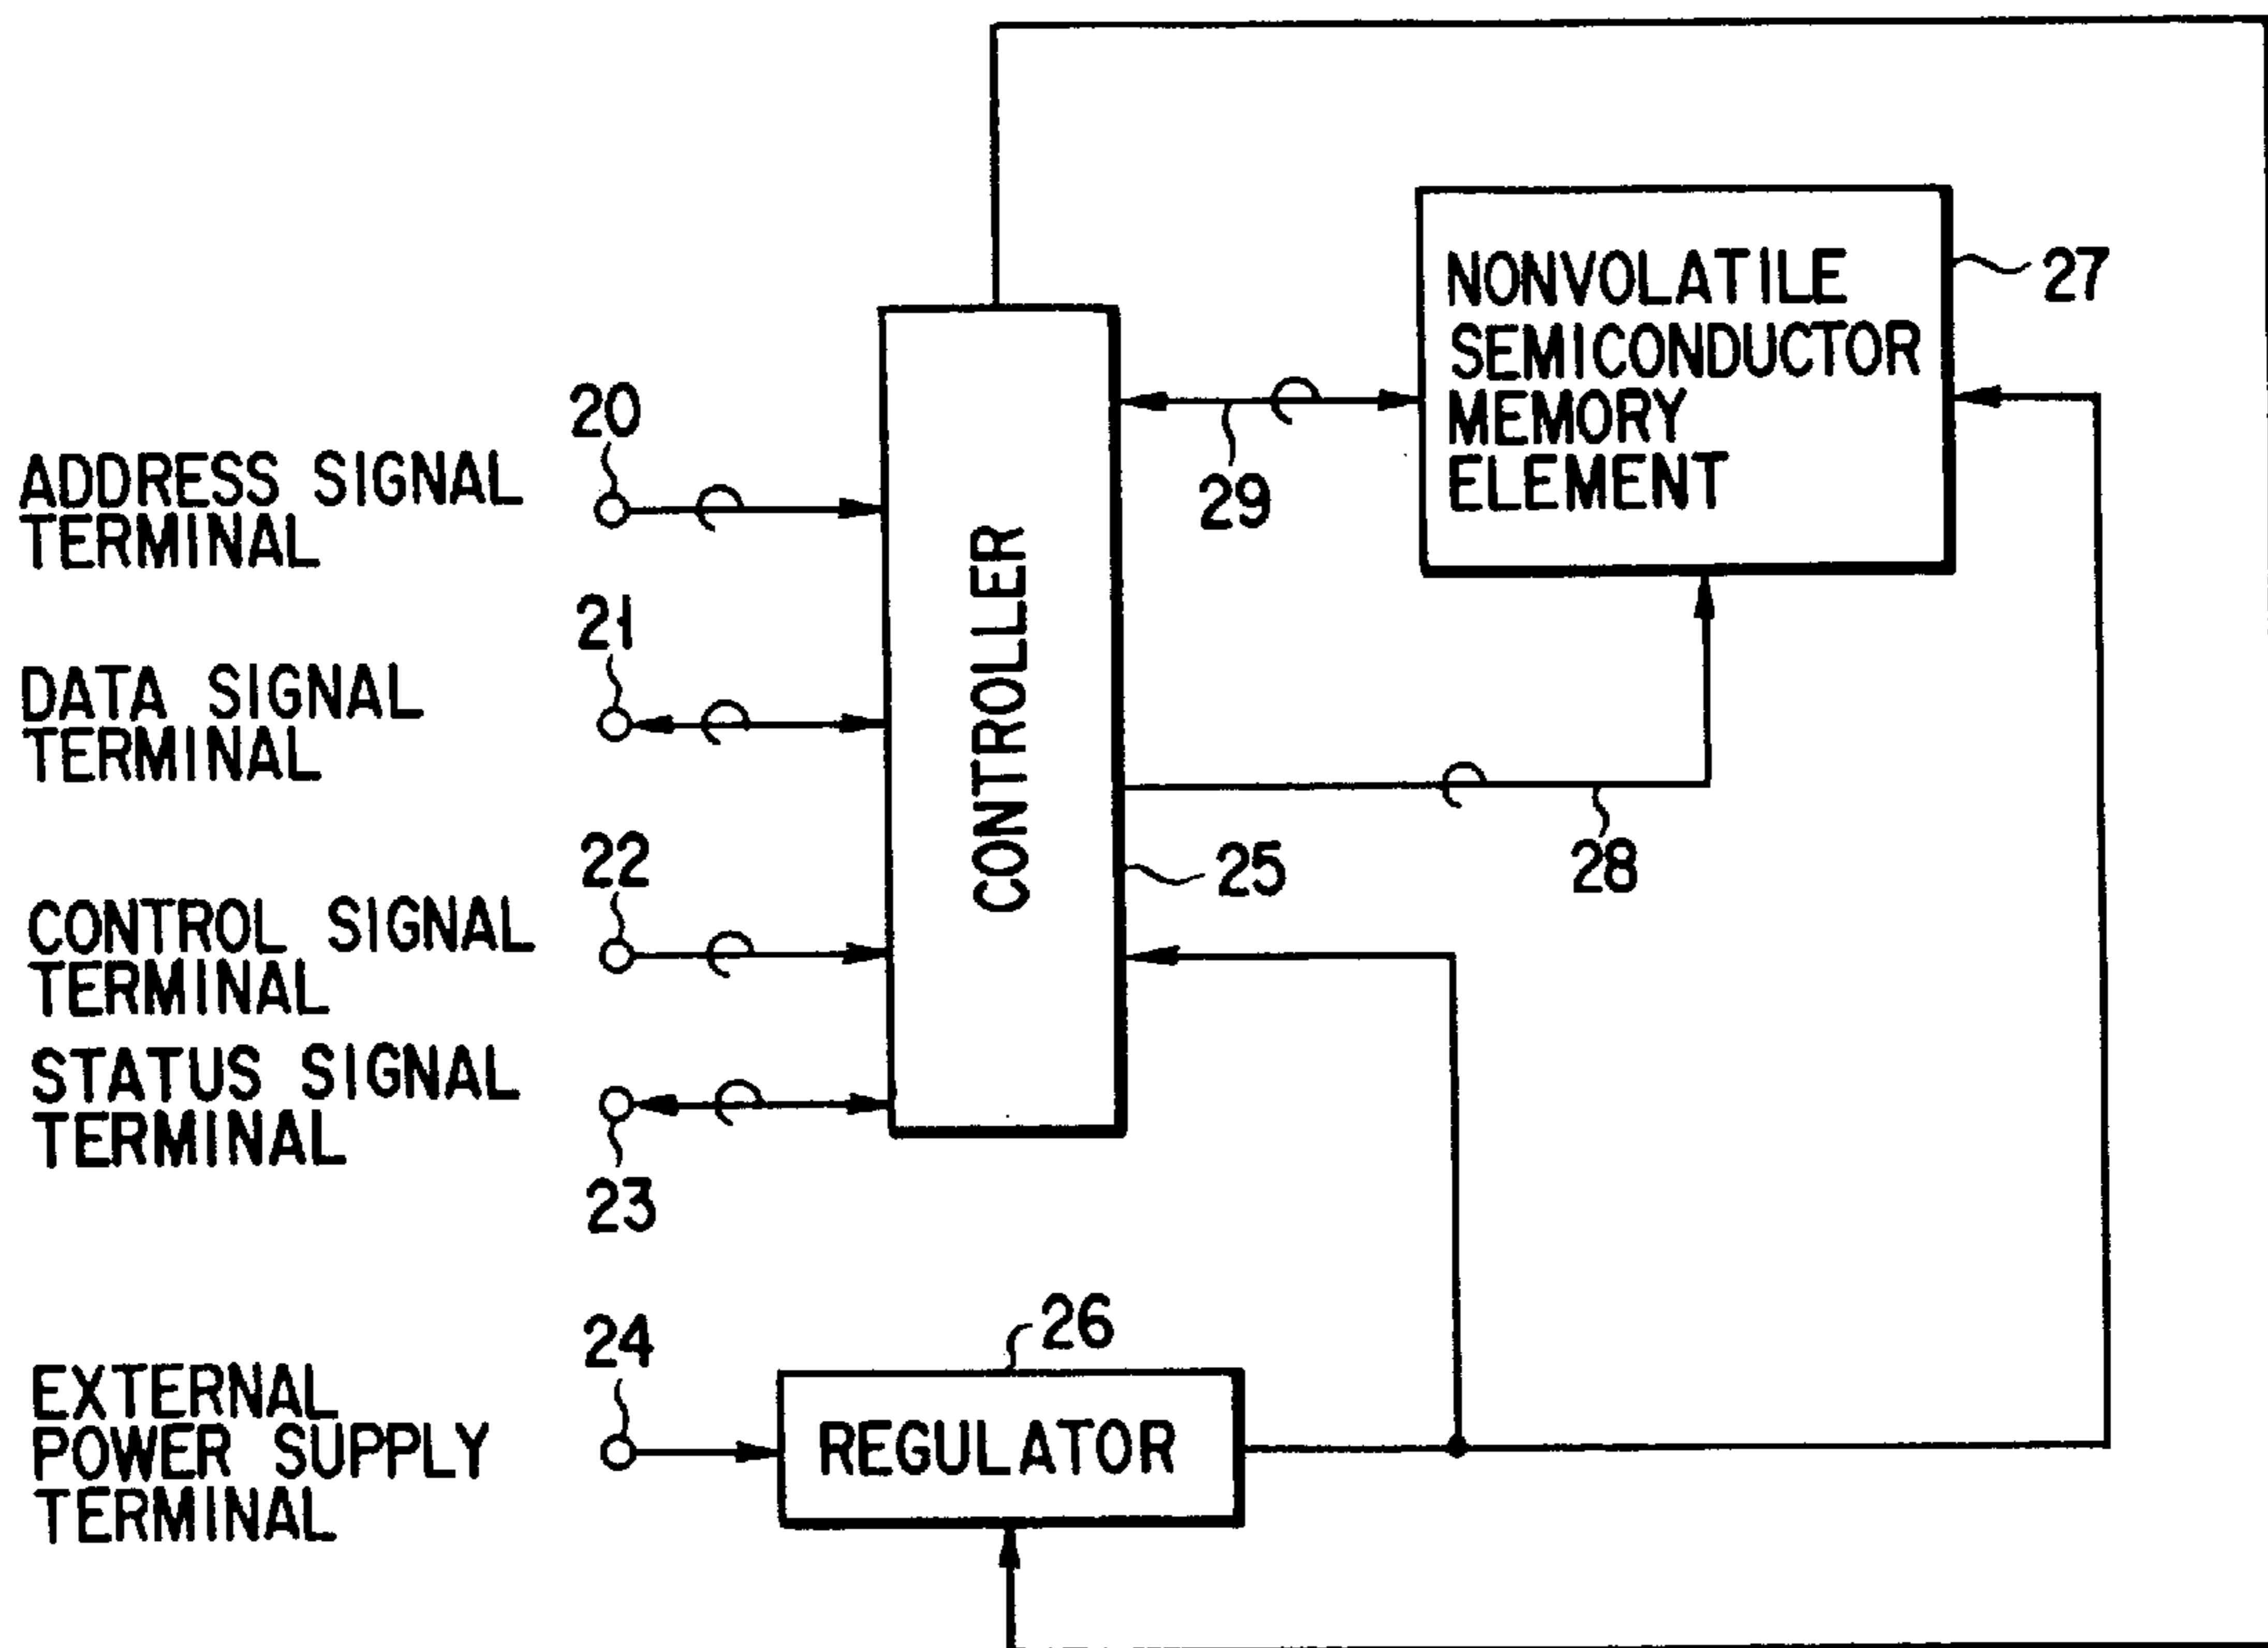 NONVOLATILE
SEMICONDUCTOR
MEMORY
ELEMENT
27
20
ADDRESS SIGNAL
TERMINAL
29
21
DATA SIGNAL
TERMINAL
CONTROLLER
22
25
28
CONTROL SIGNAL
TERMINAL
STATUS SIGNAL
TERMINAL
23
24
26
EXTERNAL
POWER SUPPLY
TERMINAL
REGULATOR